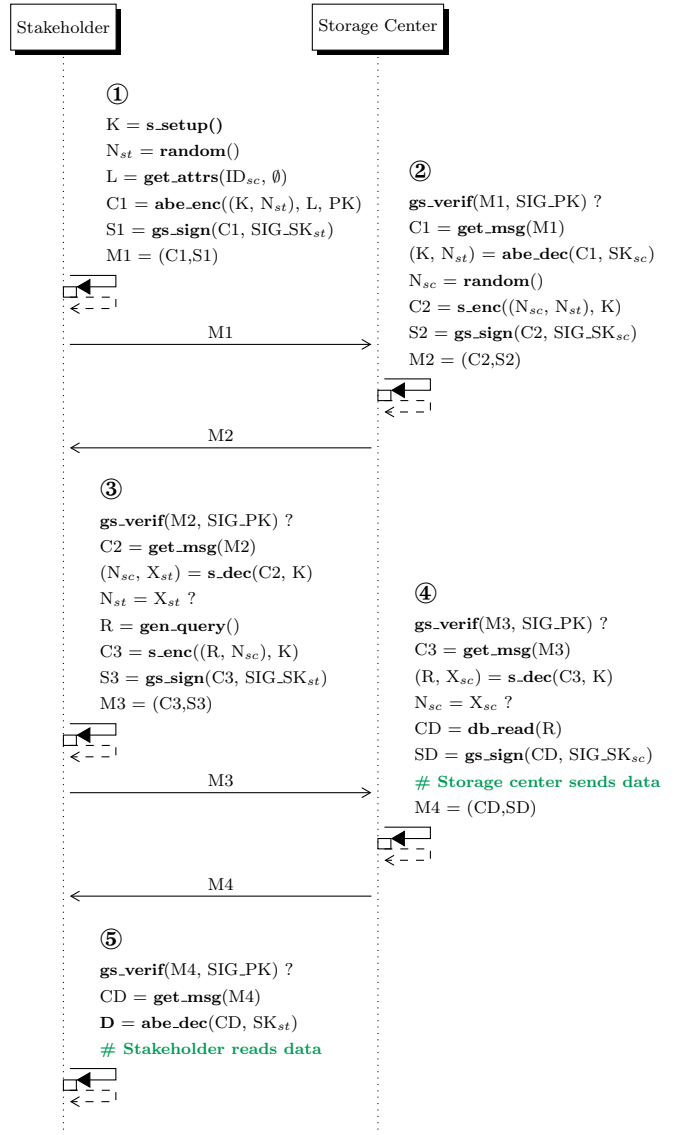 Stakeholder
Storage Center
①
K = s_setup()
N_st = random()
L = get_attrs(ID_sc, ∅)
C1 = abe_enc((K, N_st), L, PK)
S1 = gs_sign(C1, SIG_SK_st)
M1 = (C1,S1)
M1
②
gs_verif(M1, SIG_PK) ?
C1 = get_msg(M1)
(K, N_st) = abe_dec(C1, SK_sc)
N_sc = random()
C2 = s_enc((N_sc, N_st), K)
S2 = gs_sign(C2, SIG_SK_sc)
M2 = (C2,S2)
M2
③
gs_verif(M2, SIG_PK) ?
C2 = get_msg(M2)
(N_sc, X_st) = s_dec(C2, K)
N_st = X_st ?
R = gen_query()
C3 = s_enc((R, N_sc), K)
S3 = gs_sign(C3, SIG_SK_st)
M3 = (C3,S3)
M3
④
gs_verif(M3, SIG_PK) ?
C3 = get_msg(M3)
(R, X_sc) = s_dec(C3, K)
N_sc = X_sc ?
CD = db_read(R)
SD = gs_sign(CD, SIG_SK_sc)
# Storage center sends data
M4 = (CD,SD)
M4
⑤
gs_verif(M4, SIG_PK) ?
CD = get_msg(M4)
D = abe_dec(CD, SK_st)
# Stakeholder reads data